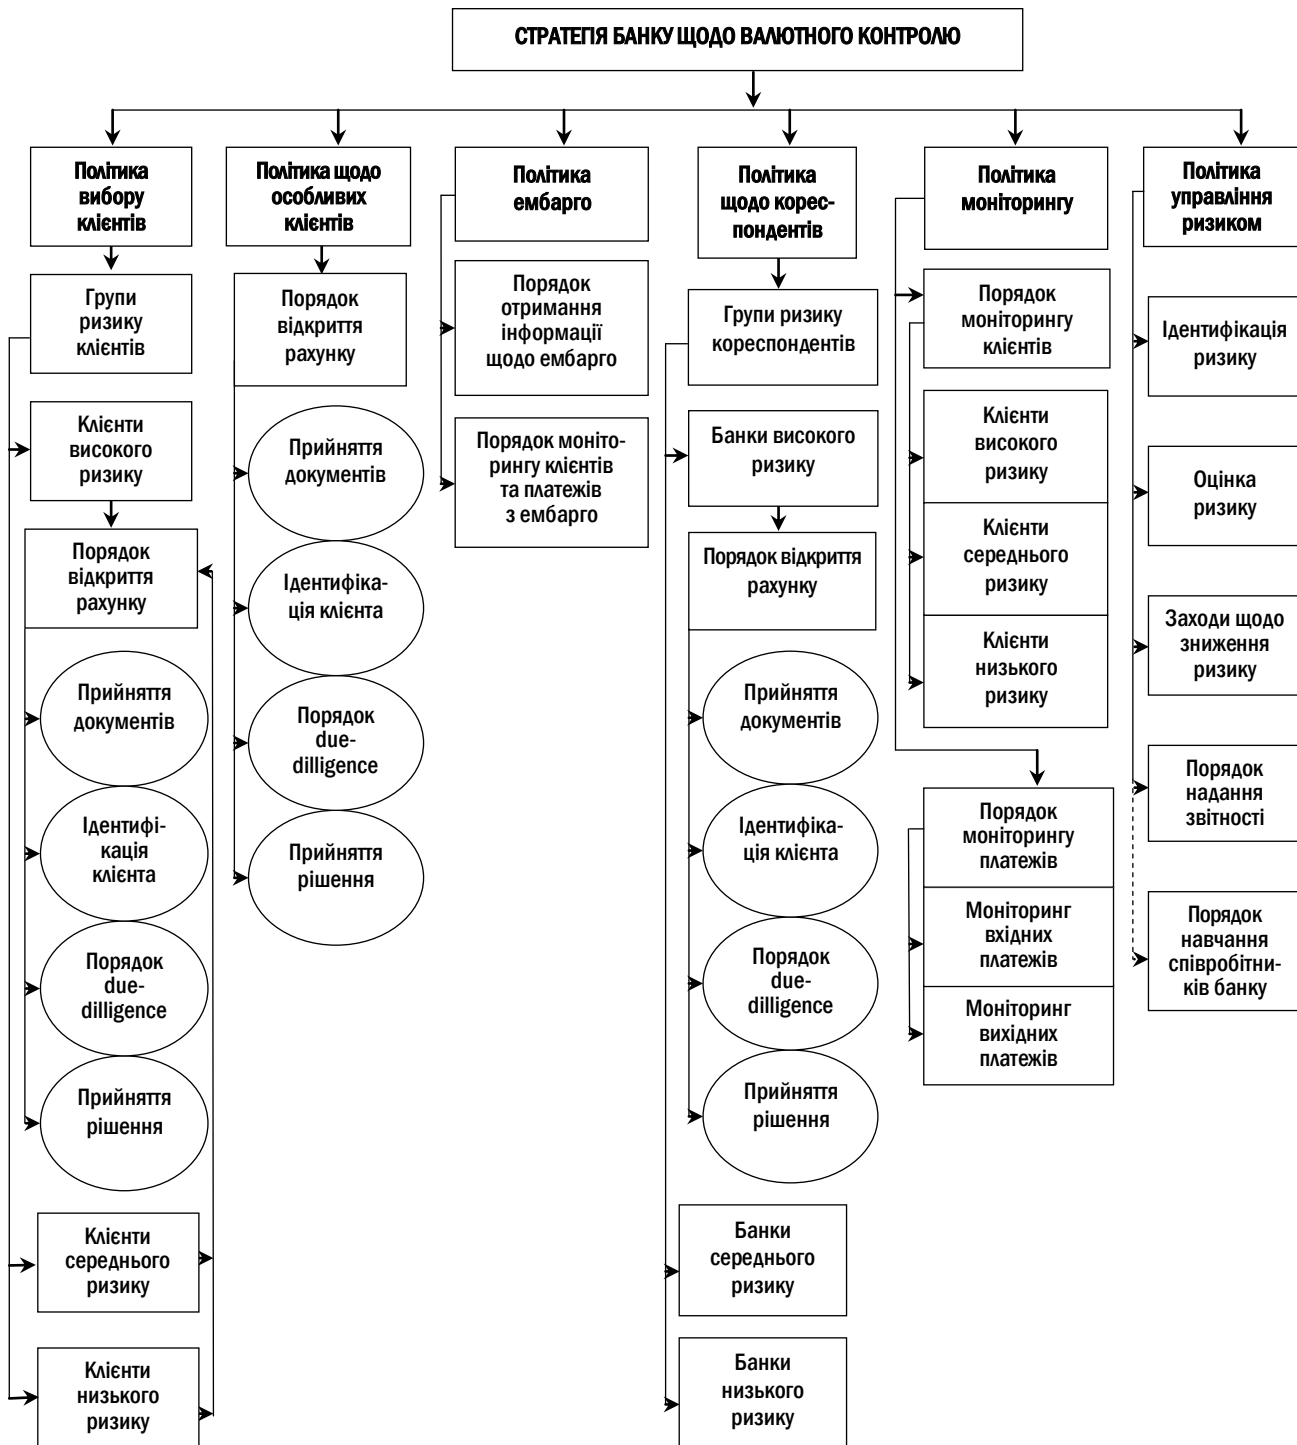 СТРАТЕГІЯ БАНКУ ЩОДО ВАЛЮТНОГО КОНТРОЛЮ
Політика
вибору
клієнтів
Групи
ризику
клієнтів
Клієнти
високого
ризику
Порядок
відкриття
рахунку
Прийняття
документів
Ідентифі-
кація
клієнта
Порядок
due-
dilligence
Прийняття
рішення
Клієнти
середнього
ризику
Клієнти
низького
ризику
Політика щодо
особливих
клієнтів
Порядок
відкриття
рахунку
Прийняття
документів
Ідентифіка-
ція клієнта
Порядок
due-
dilligence
Прийняття
рішення
Політика
ембарго
Порядок
отримання
інформації
щодо ембарго
Порядок моніто-
рингу клієнтів
та платежів
з ембарго
Політика
щодо корес-
пондентів
Групи ризику
кореспондентів
Банки високого
ризику
Порядок відкриття
рахунку
Прийняття
документів
Ідентифіка-
ція клієнта
Порядок
due-
dilligence
Прийняття
рішення
Банки
середнього
ризику
Банки
низького
ризику
Політика
моніторингу
Порядок
моніторингу
клієнтів
Клієнти
високого
ризику
Клієнти
середнього
ризику
Клієнти
низького
ризику
Порядок
моніторингу
платежів
Моніторинг
вхідних
платежів
Моніторинг
вихідних
платежів
Політика
управління
ризиком
Ідентифікація
ризику
Оцінка
ризику
Заходи щодо
зниження
ризику
Порядок
надання
звітності
Порядок
навчання
співробітни-
ків банку